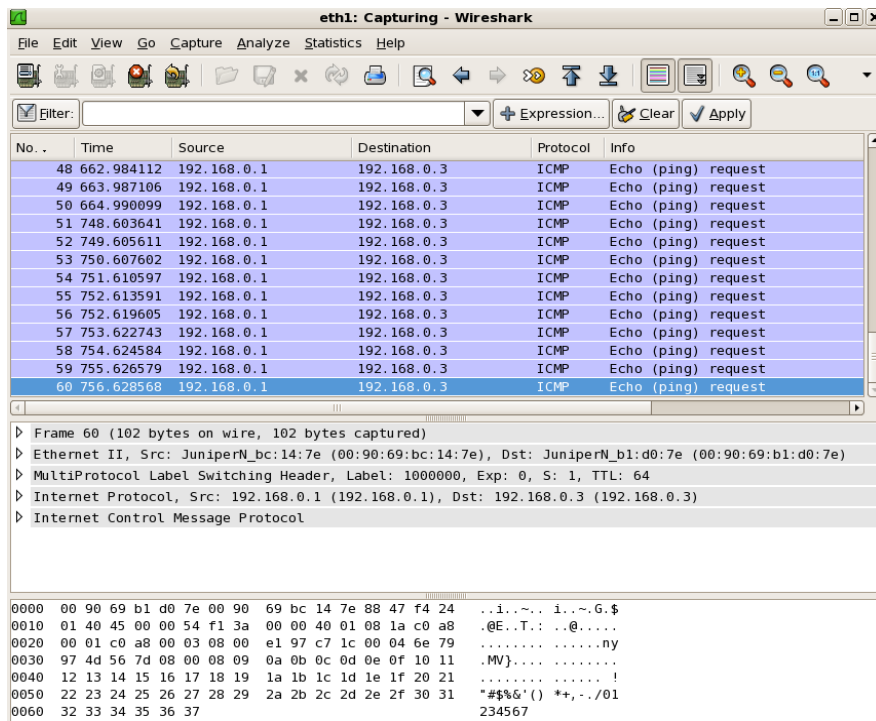 eth1: Capturing - Wireshark
File Edit View Go Capture Analyze Statistics Help
Filter: Expression... Clear Apply
No. . Time Source Destination Protocol Info
48 662.984112 192.168.0.1 192.168.0.3 ICMP Echo (ping) request
49 663.987106 192.168.0.1 192.168.0.3 ICMP Echo (ping) request
50 664.990099 192.168.0.1 192.168.0.3 ICMP Echo (ping) request
51 748.603641 192.168.0.1 192.168.0.3 ICMP Echo (ping) request
52 749.605611 192.168.0.1 192.168.0.3 ICMP Echo (ping) request
53 750.607602 192.168.0.1 192.168.0.3 ICMP Echo (ping) request
54 751.610597 192.168.0.1 192.168.0.3 ICMP Echo (ping) request
55 752.613591 192.168.0.1 192.168.0.3 ICMP Echo (ping) request
56 752.619605 192.168.0.1 192.168.0.3 ICMP Echo (ping) request
57 753.622743 192.168.0.1 192.168.0.3 ICMP Echo (ping) request
58 754.624584 192.168.0.1 192.168.0.3 ICMP Echo (ping) request
59 755.626579 192.168.0.1 192.168.0.3 ICMP Echo (ping) request
60 756.628568 192.168.0.1 192.168.0.3 ICMP Echo (ping) request
Frame 60 (102 bytes on wire, 102 bytes captured)
Ethernet II, Src: JuniperN_bc:14:7e (00:90:69:bc:14:7e), Dst: JuniperN_b1:d0:7e (00:90:69:b1:d0:7e)
MultiProtocol Label Switching Header, Label: 1000000, Exp: 0, S: 1, TTL: 64
Internet Protocol, Src: 192.168.0.1 (192.168.0.1), Dst: 192.168.0.3 (192.168.0.3)
Internet Control Message Protocol
0000 00 90 69 b1 d0 7e 00 90 69 bc 14 7e 88 47 f4 24 ..i..~.. i..~.G.$
0010 01 40 45 00 00 54 f1 3a 00 00 40 01 08 1a c0 a8 .@E..T.: ..@.....
0020 00 01 c0 a8 00 03 08 00 e1 97 c7 1c 00 04 6e 79 ........ ......ny
0030 97 4d 56 7d 08 00 08 09 0a 0b 0c 0d 0e 0f 10 11 .MV}.... ........
0040 12 13 14 15 16 17 18 19 1a 1b 1c 1d 1e 1f 20 21 ........ ...... !
0050 22 23 24 25 26 27 28 29 2a 2b 2c 2d 2e 2f 30 31 "#$%&'() *+,-./01
0060 32 33 34 35 36 37 234567